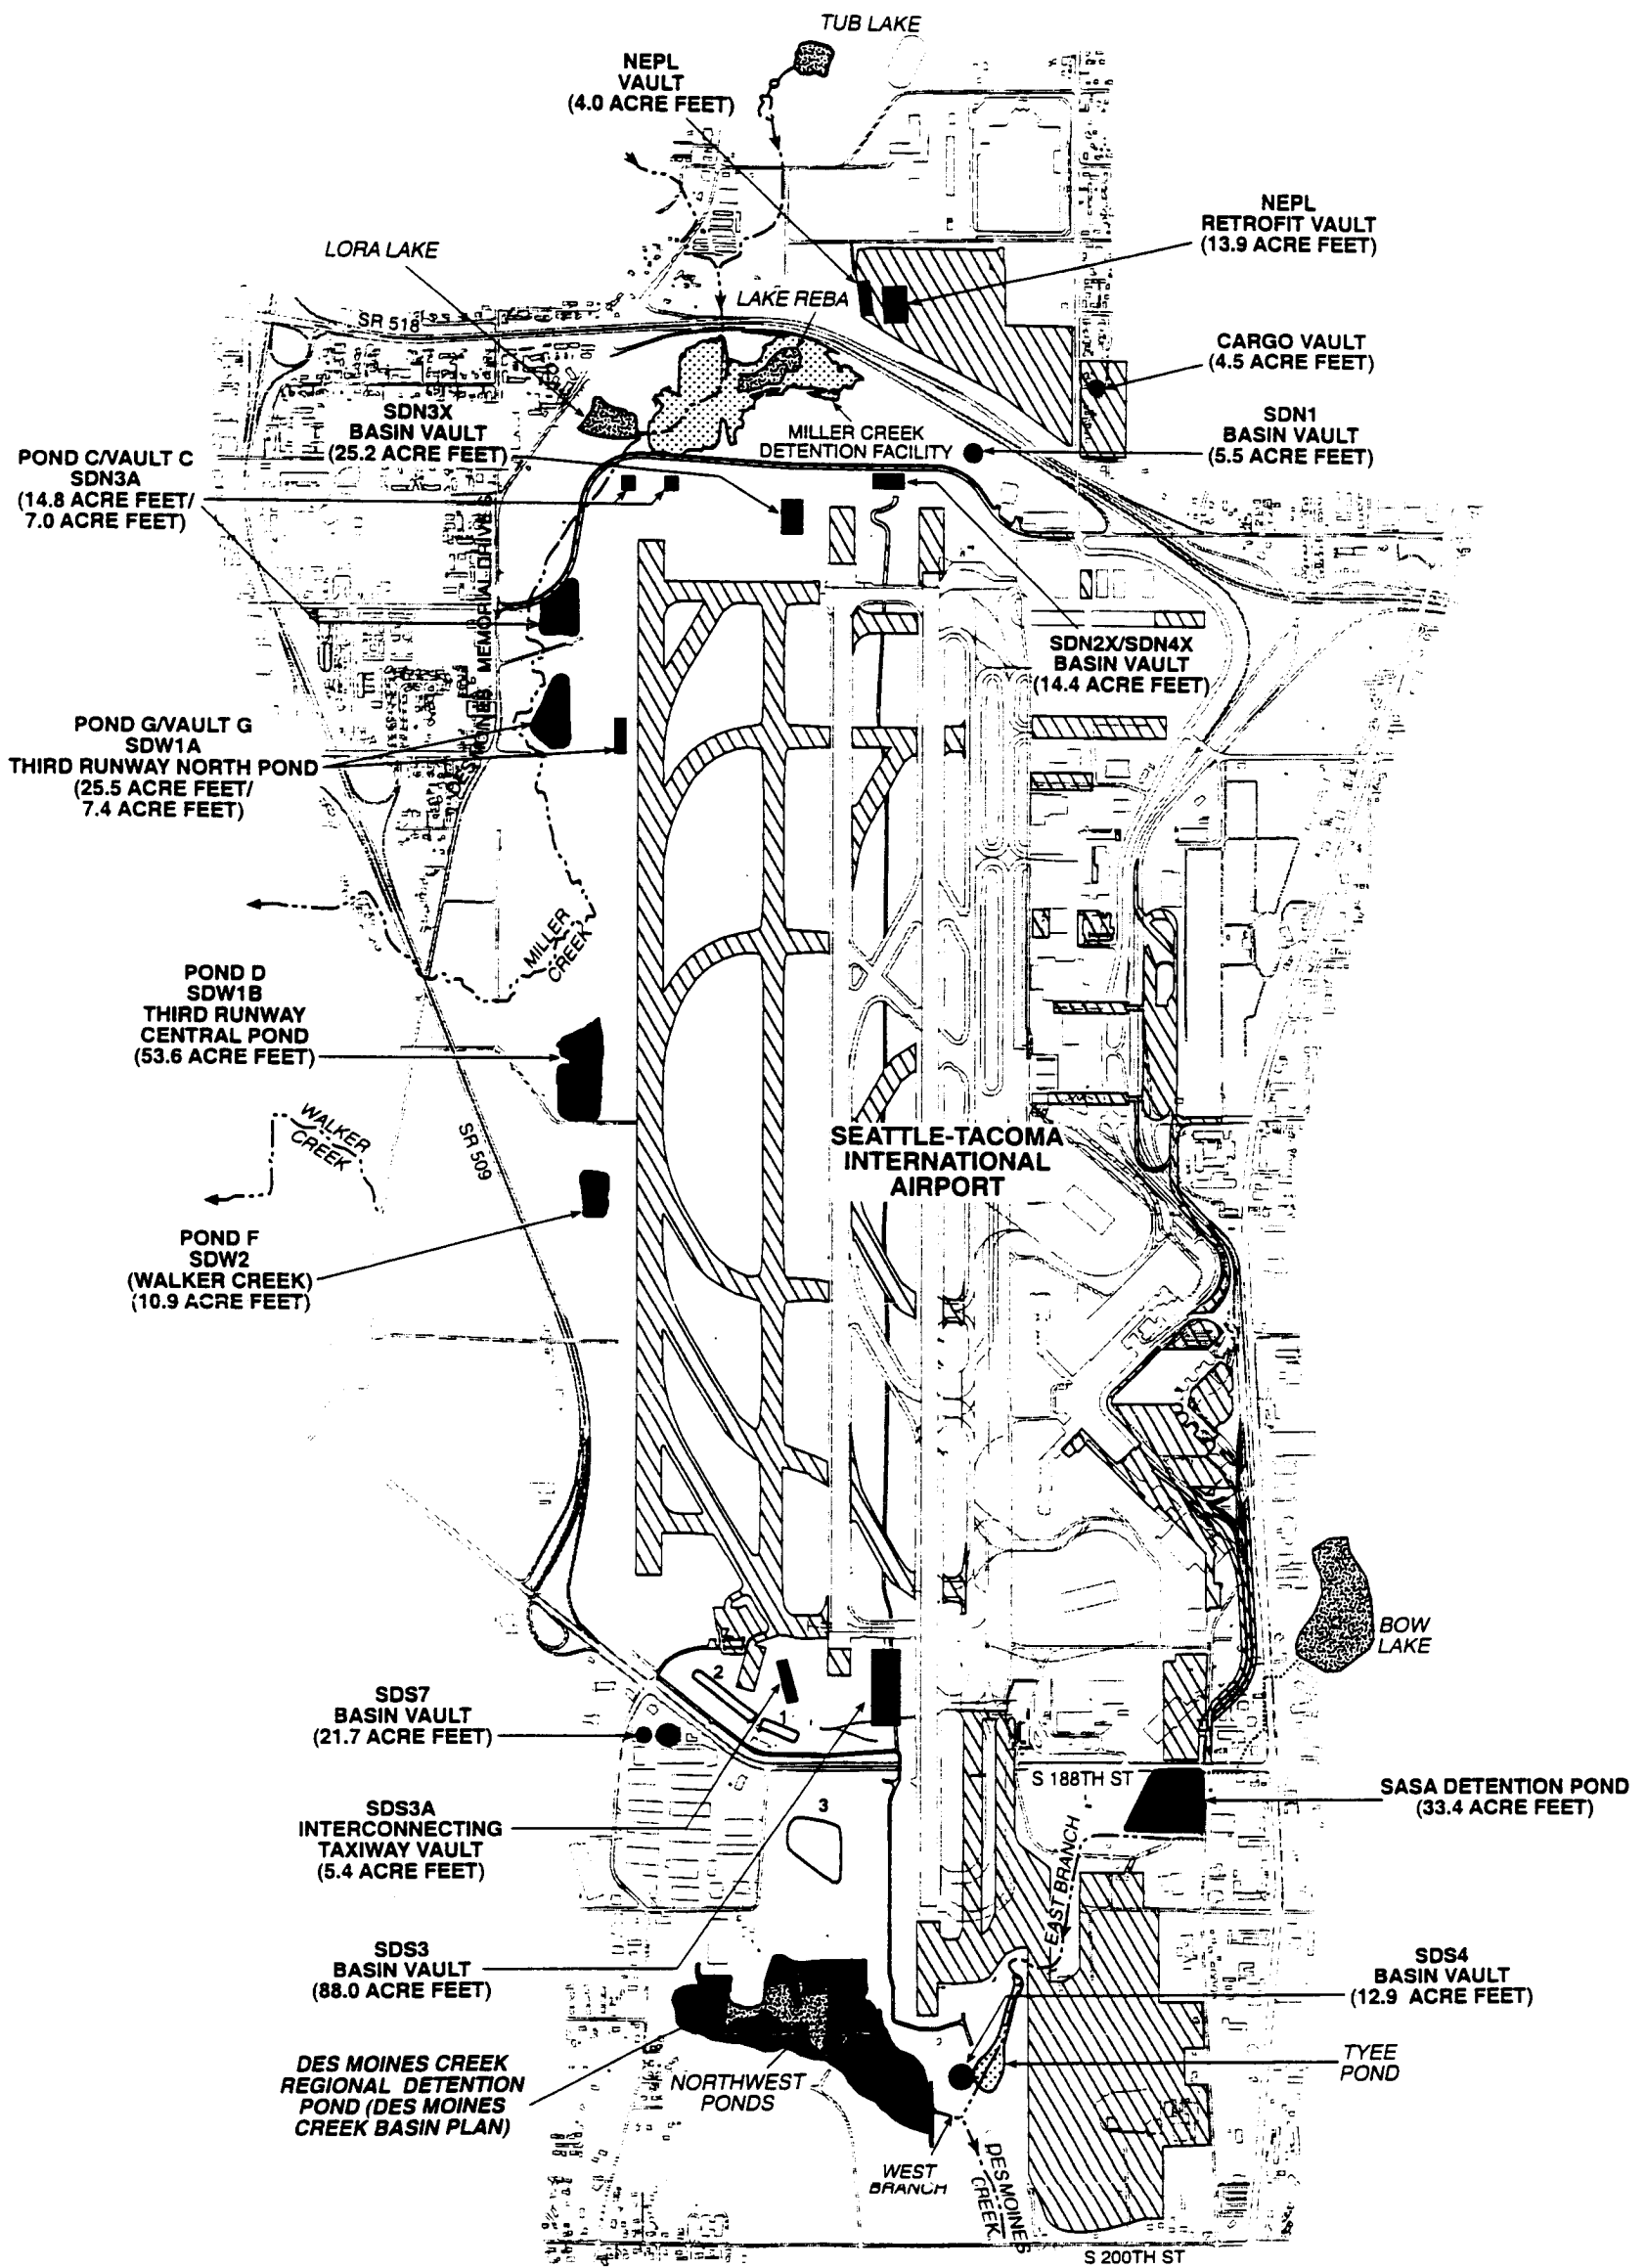 TUB LAKE
NEPL
VAULT
(4.0 ACRE FEET)
NEPL
RETROFIT VAULT
(13.9 ACRE FEET)
LORA LAKE
LAKE REBA
SR 518
CARGO VAULT
(4.5 ACRE FEET)
SDN3X
BASIN VAULT
(25.2 ACRE FEET)
MILLER CREEK
DETENTION FACILITY
SDN1
BASIN VAULT
(5.5 ACRE FEET)
POND C/VAULT C
SDN3A
(14.8 ACRE FEET/
7.0 ACRE FEET)
DES MOINES MEMORIAL DRIVE S
SDN2X/SDN4X
BASIN VAULT
(14.4 ACRE FEET)
POND G/VAULT G
SDW1A
THIRD RUNWAY NORTH POND
(25.5 ACRE FEET/
7.4 ACRE FEET)
MILLER
CREEK
POND D
SDW1B
THIRD RUNWAY
CENTRAL POND
(53.6 ACRE FEET)
WALKER
CREEK
SR 509
SEATTLE-TACOMA
INTERNATIONAL
AIRPORT
POND F
SDW2
(WALKER CREEK)
(10.9 ACRE FEET)
BOW
LAKE
2
1
SDS7
BASIN VAULT
(21.7 ACRE FEET)
S 188TH ST
SASA DETENTION POND
(33.4 ACRE FEET)
SDS3A
INTERCONNECTING
TAXIWAY VAULT
(5.4 ACRE FEET)
3
EAST BRANCH
SDS3
BASIN VAULT
(88.0 ACRE FEET)
SDS4
BASIN VAULT
(12.9 ACRE FEET)
DES MOINES CREEK
REGIONAL DETENTION
POND (DES MOINES
CREEK BASIN PLAN)
NORTHWEST
PONDS
TYEE
POND
WEST
BRANCH
DES MOINES
CREEK
S 200TH ST